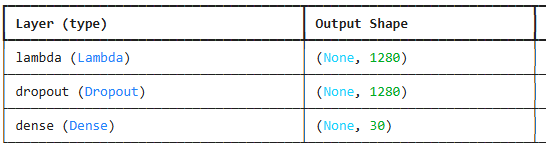 Layer (type) Output Shape
lambda (Lambda) (None, 1280)
dropout (Dropout) (None, 1280)
dense (Dense) (None, 30)